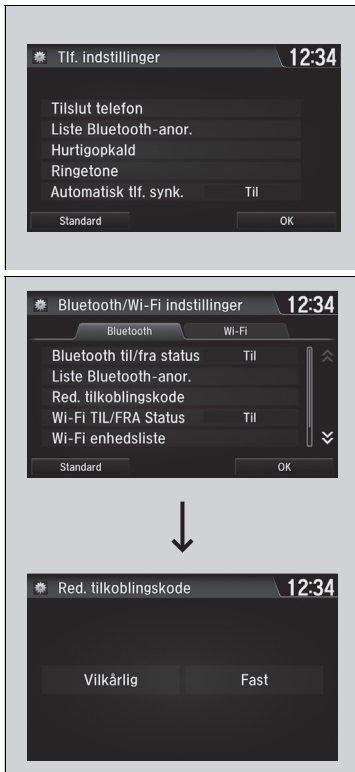 Tlf. indstillinger 12:34
Tilslut telefon
Liste Bluetooth-anor.
Hurtigopkald
Ringetone
Automatisk tlf. synk. Til
Standard OK
Bluetooth/Wi-Fi indstillinger 12:34
Bluetooth Wi-Fi
Bluetooth til/fra status Til
Liste Bluetooth-anor.
Red. tilkoblingskode
Wi-Fi TIL/FRA Status Til
Wi-Fi enhedsliste
Standard OK
Red. tilkoblingskode 12:34
Vilkårlig Fast